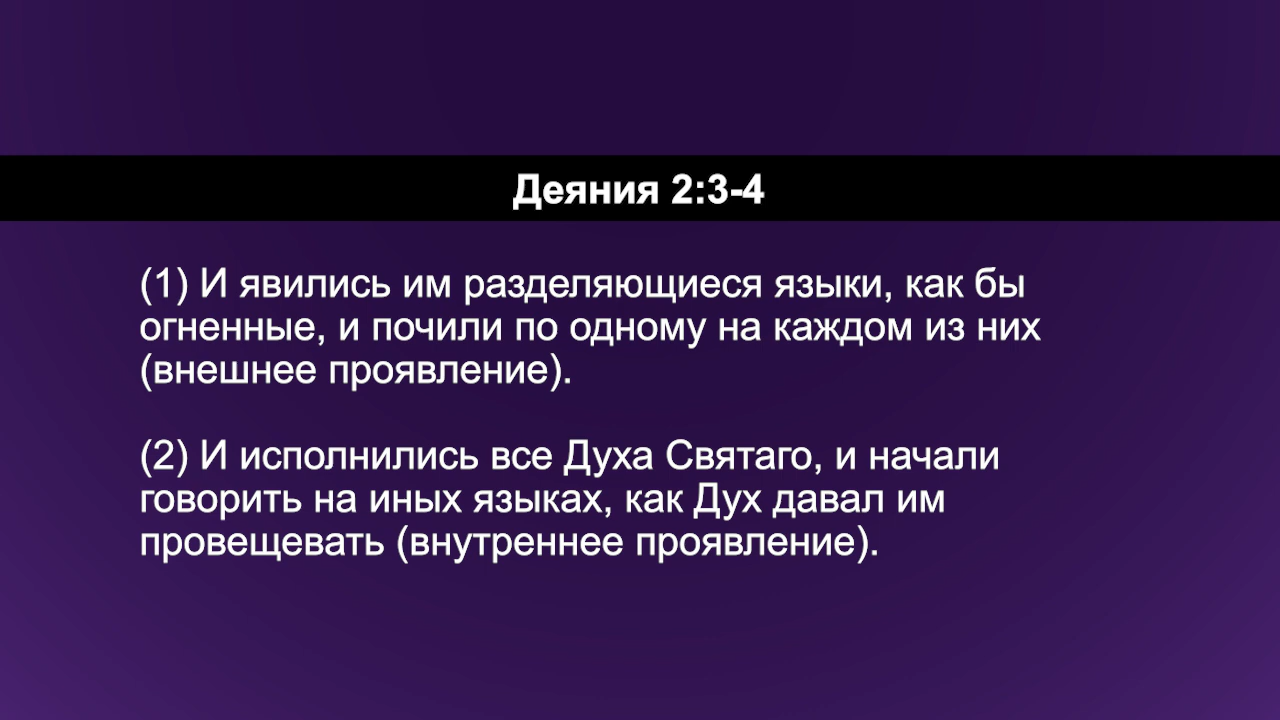 Деяния 2:3-4
(1) И явились им разделяющиеся языки, как бы
огненные, и почили по одному на каждом из них
(внешнее проявление).
(2) И исполнились все Духа Святаго, и начали
говорить на иных языках, как Дух давал им
провещевать (внутреннее проявление).